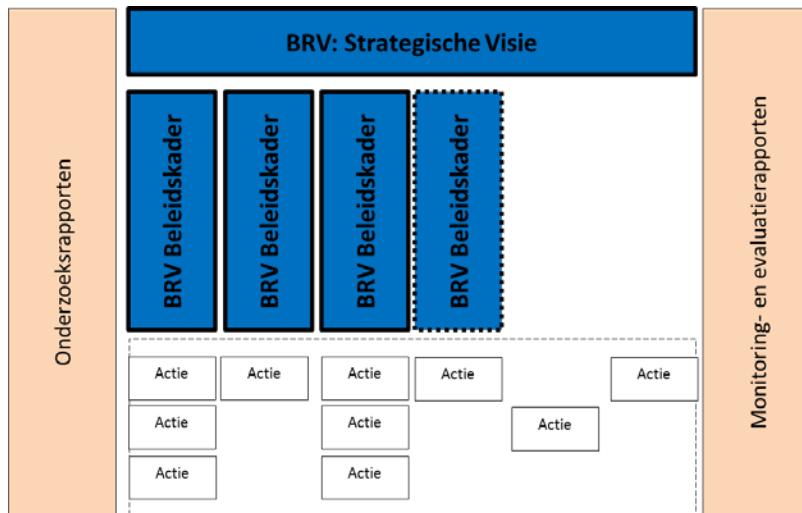 BRV: Strategische Visie
Onderzoeksrapporten
BRV Beleidskader
BRV Beleidskader
BRV Beleidskader
BRV Beleidskader
Monitoring- en evaluatierapporten
Actie
Actie
Actie
Actie
Actie
Actie
Actie
Actie
Actie
Actie